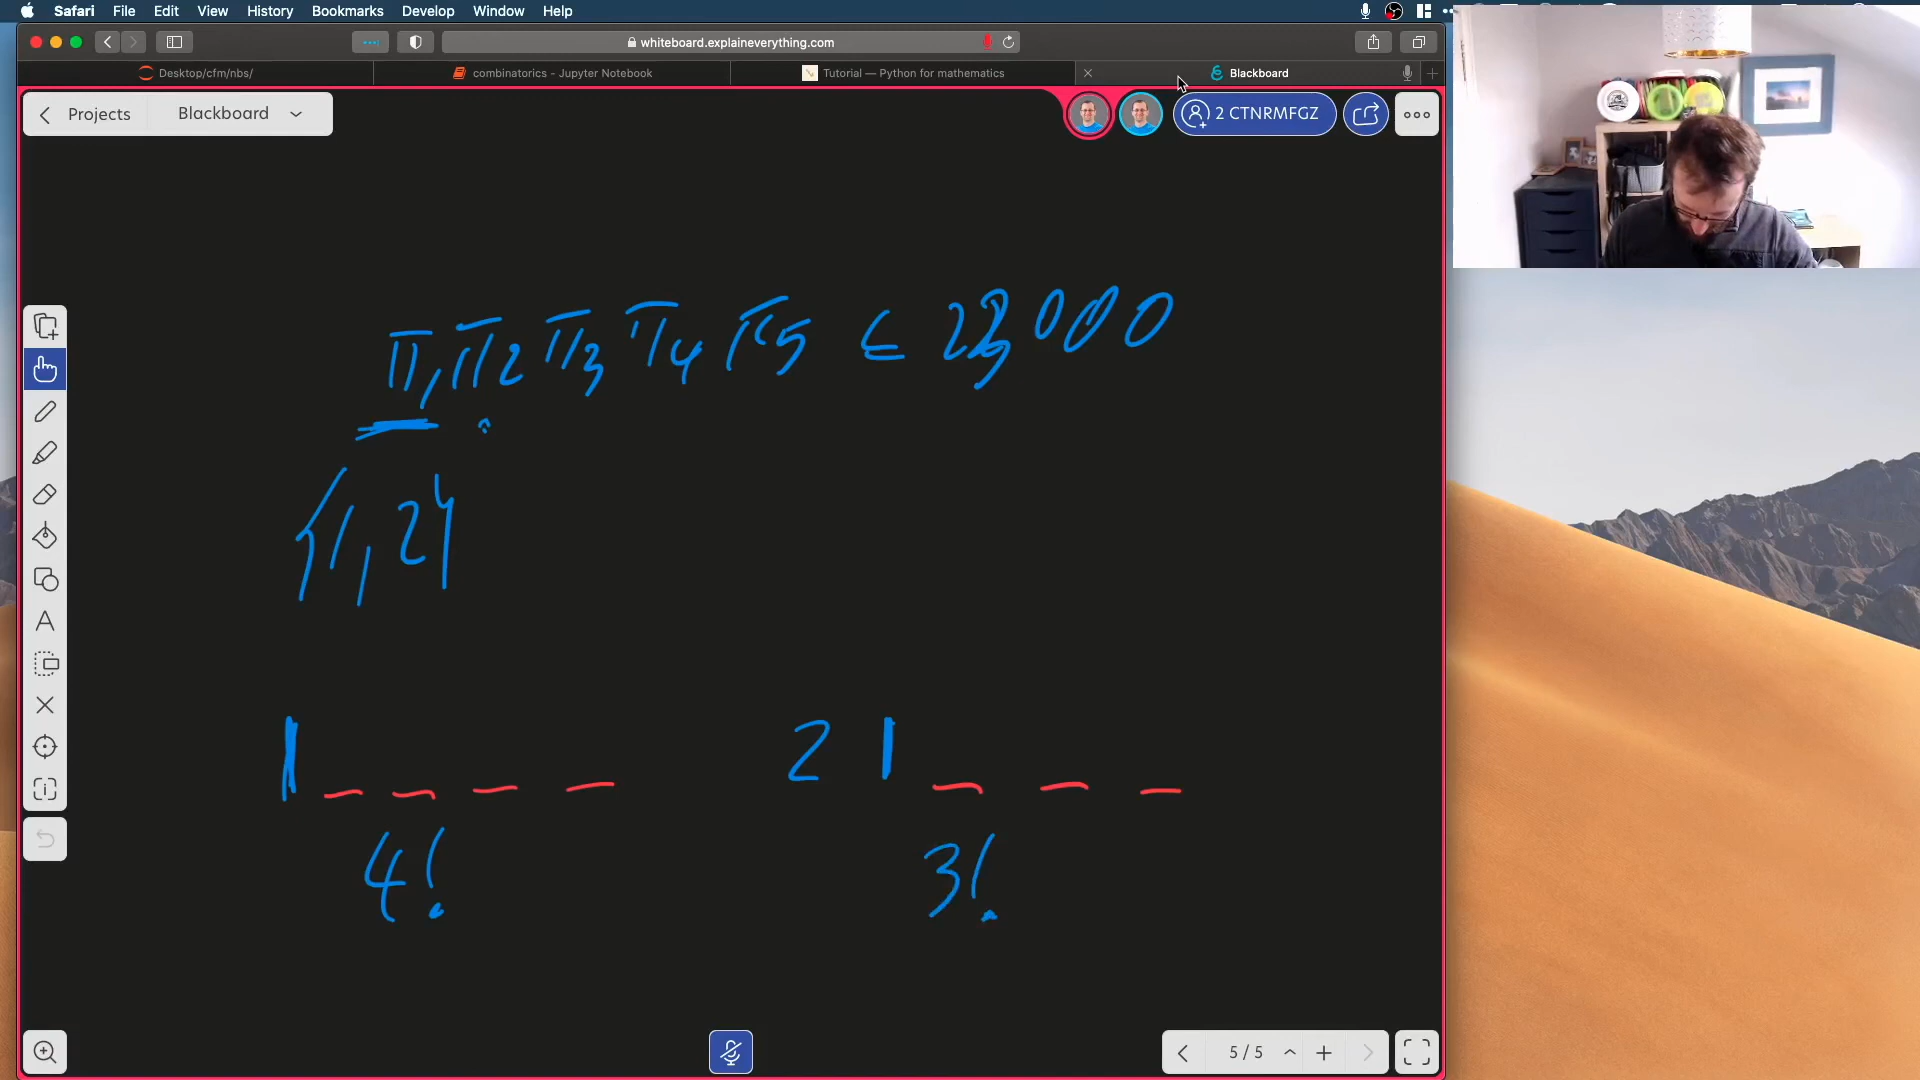 Safari File Edit View History Bookmarks Develop Window Help
whiteboard.explaineverything.com
Desktop/cfm/nbs/ combinatorics - Jupyter Notebook Tutorial — Python for mathematics Blackboard
Projects Blackboard 2 CTNRMFGZ
π1 π2 π3 π4 π5 ≤ 23000
{1, 2}
1 _ _ _ _ 2 1 _ _ _
4! 3!
5 / 5